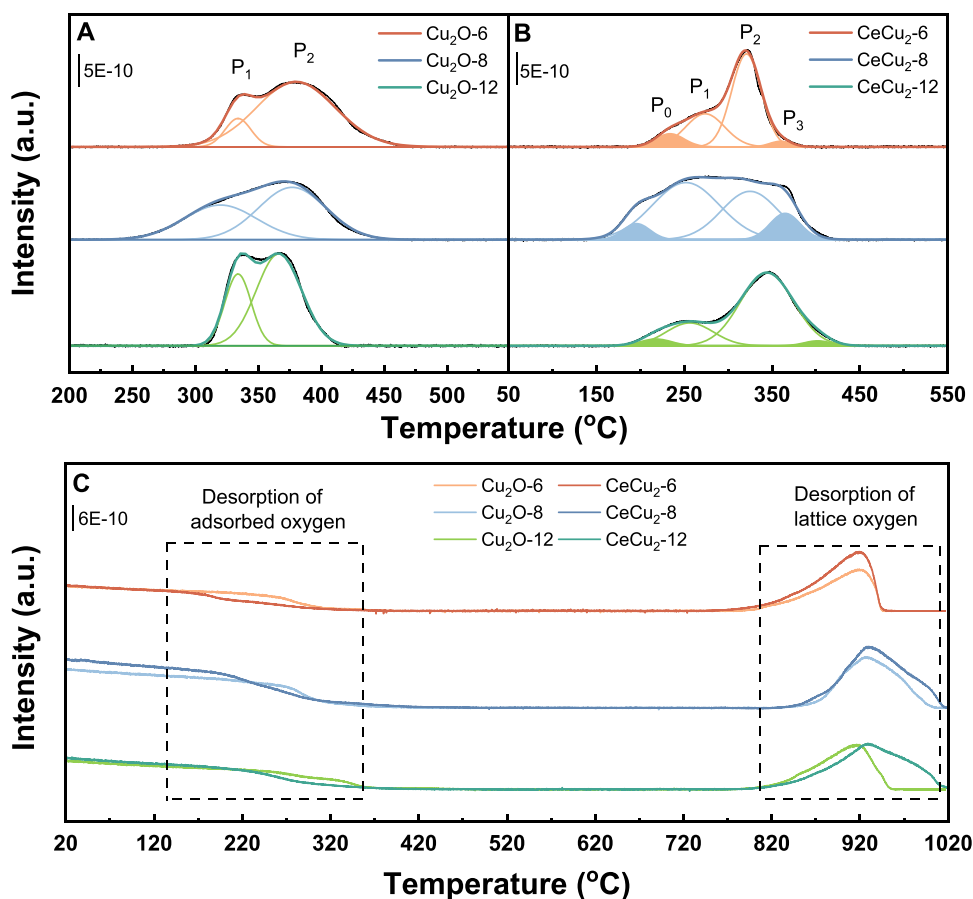 A
B
Cu₂O-6
Cu₂O-8
Cu₂O-12
CeCu₂-6
CeCu₂-8
CeCu₂-12
5E-10
5E-10
P₁
P₂
P₀
P₁
P₂
P₃
Intensity (a.u.)
200 250 300 350 400 450 500 50 150 250 350 450 550
Temperature (°C)
C
6E-10
Desorption of
adsorbed oxygen
Cu₂O-6
Cu₂O-8
Cu₂O-12
CeCu₂-6
CeCu₂-8
CeCu₂-12
Desorption of
lattice oxygen
Intensity (a.u.)
20 120 220 320 420 520 620 720 820 920 1020
Temperature (°C)